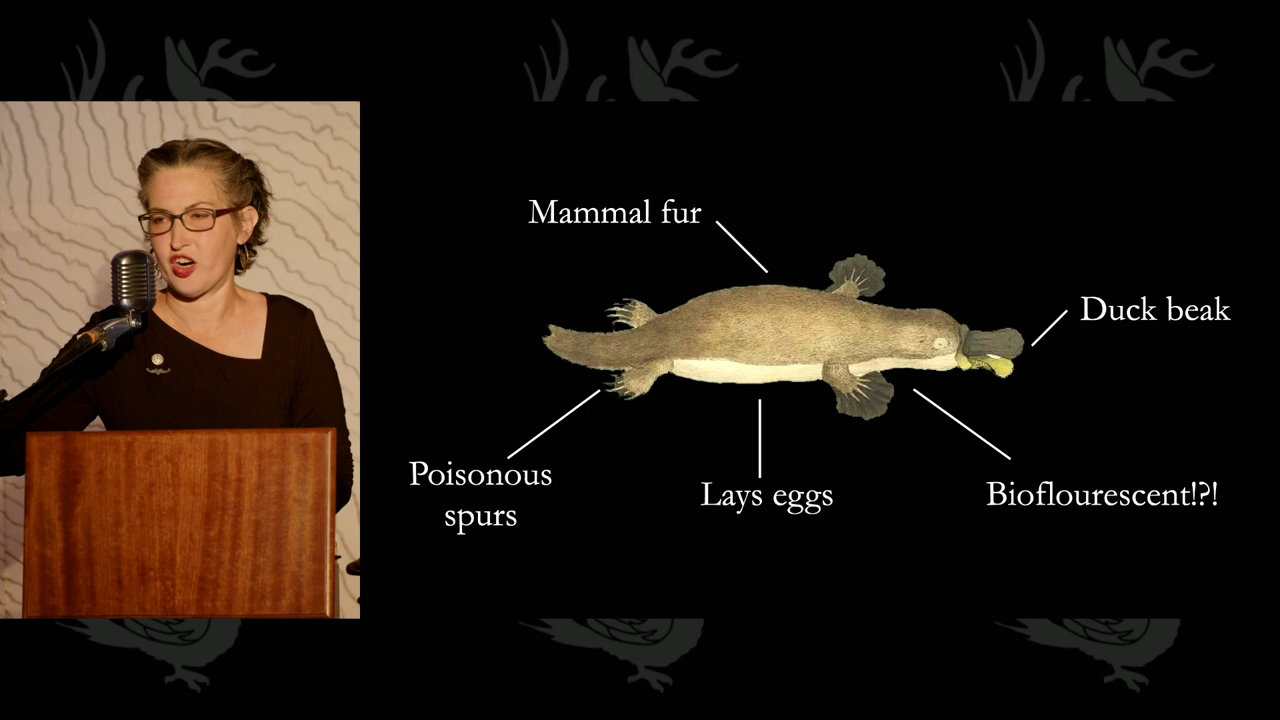 Mammal fur
Duck beak
Poisonous
spurs
Lays eggs
Bioflourescent!?!